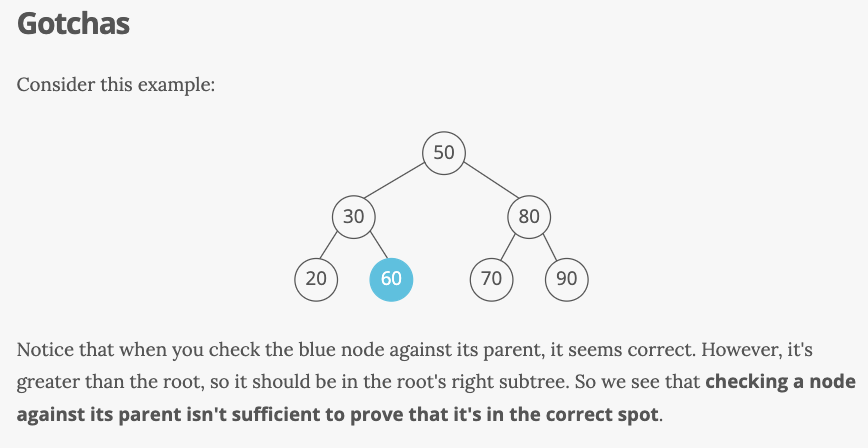 Gotchas
Consider this example:
50
30 80
20 60 70 90
Notice that when you check the blue node against its parent, it seems correct. However, it's
greater than the root, so it should be in the root's right subtree. So we see that checking a node
against its parent isn't sufficient to prove that it's in the correct spot.